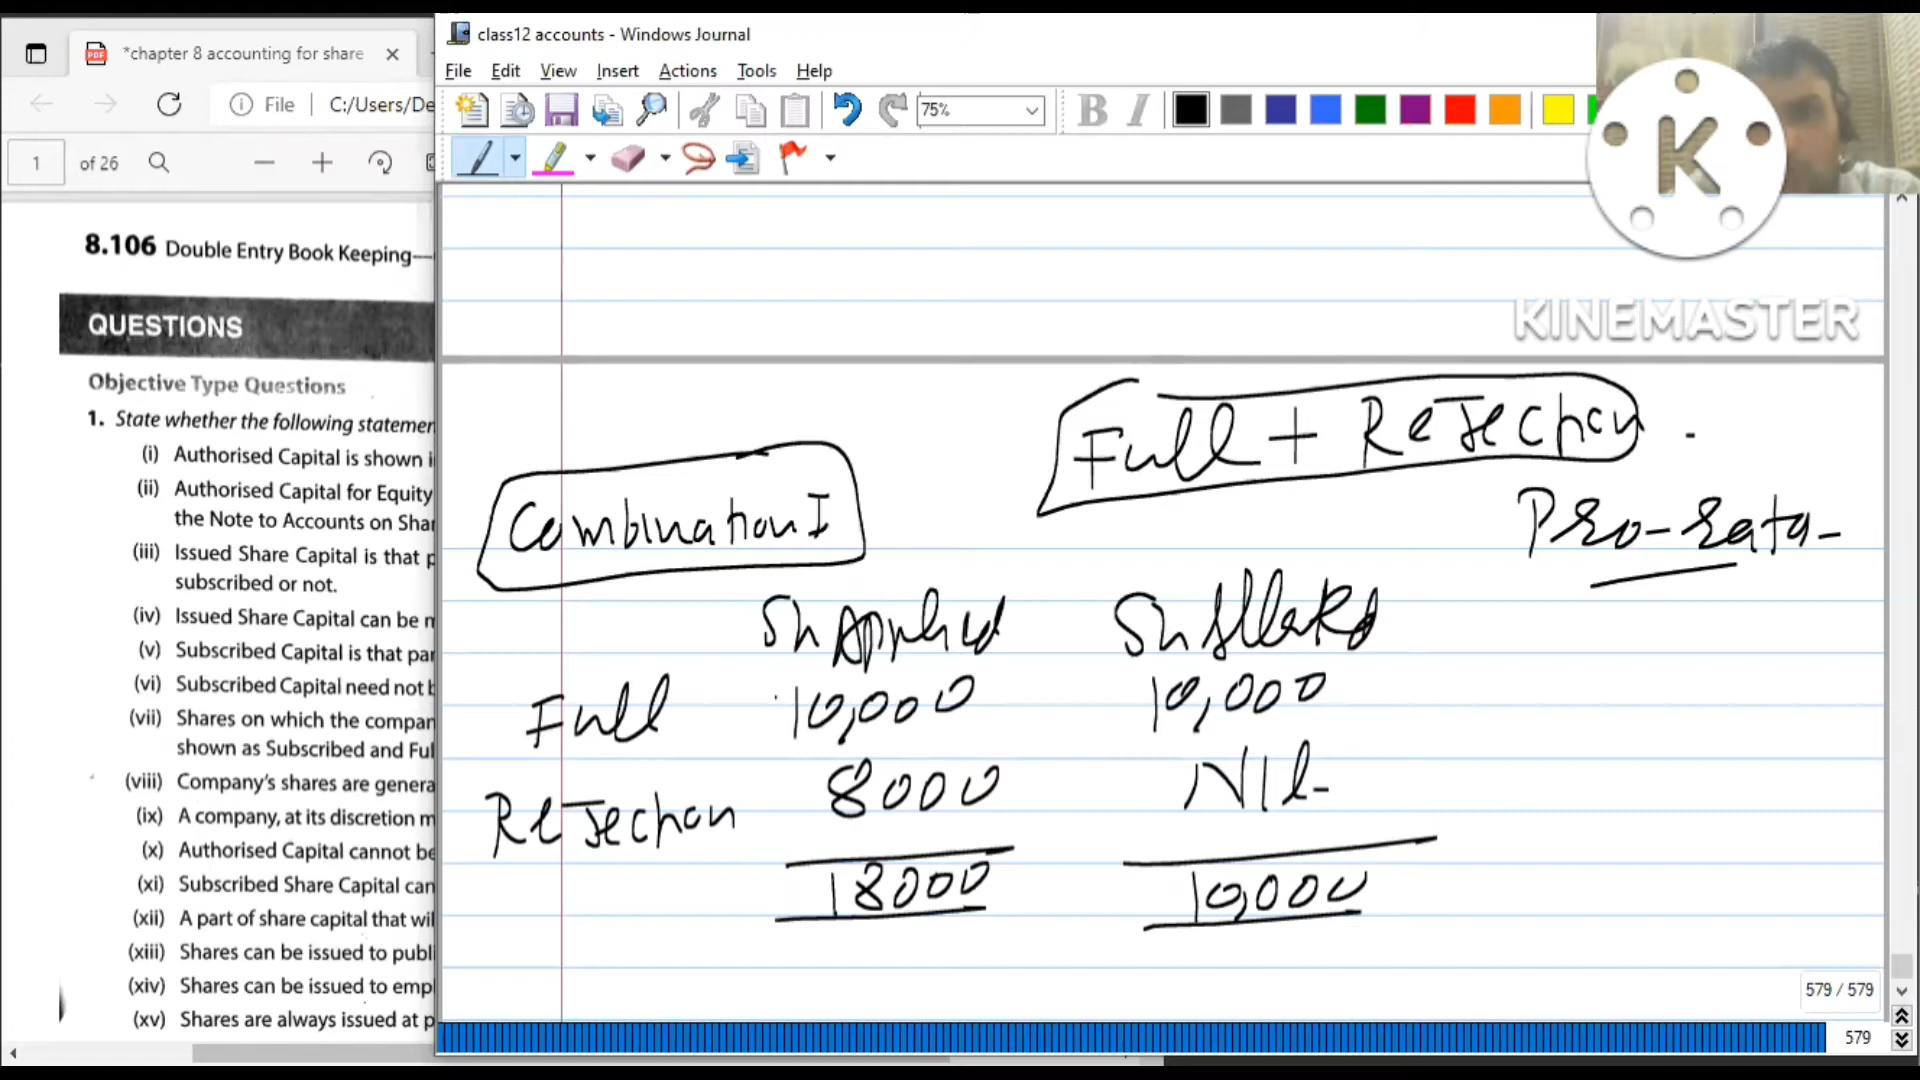 *chapter 8 accounting for share
File
C:/Users/De
1 of 26
8.106 Double Entry Book Keeping—
QUESTIONS
Objective Type Questions
1. State whether the following statemen
(i) Authorised Capital is shown i
(ii) Authorised Capital for Equity
the Note to Accounts on Shar
(iii) Issued Share Capital is that p
subscribed or not.
(iv) Issued Share Capital can be m
(v) Subscribed Capital is that par
(vi) Subscribed Capital need not b
(vii) Shares on which the compan
shown as Subscribed and Ful
(viii) Company's shares are genera
(ix) A company, at its discretion m
(x) Authorised Capital cannot be
(xi) Subscribed Share Capital can
(xii) A part of share capital that wil
(xiii) Shares can be issued to publi
(xiv) Shares can be issued to emp
(xv) Shares are always issued at p
class12 accounts - Windows Journal
File Edit View Insert Actions Tools Help
75%
B I
K
KINEMASTER
Full + Rejection
Combination I
Pro-rata-
Sh Applied Sh Allotted
Full 10,000 10,000
Rejection 8000 NIL-
18000 10,000
579 / 579
579